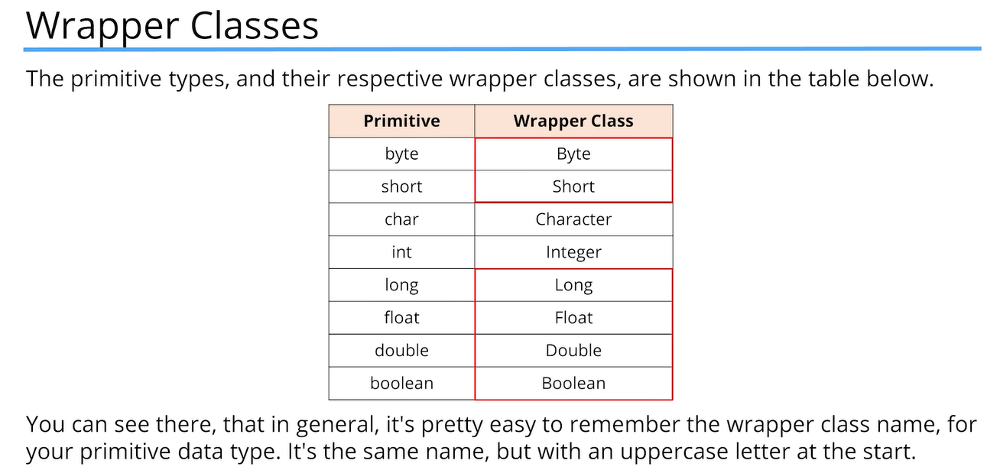 Wrapper Classes
The primitive types, and their respective wrapper classes, are shown in the table below.
Primitive Wrapper Class
byte Byte
short Short
char Character
int Integer
long Long
float Float
double Double
boolean Boolean
You can see there, that in general, it's pretty easy to remember the wrapper class name, for
your primitive data type. It's the same name, but with an uppercase letter at the start.